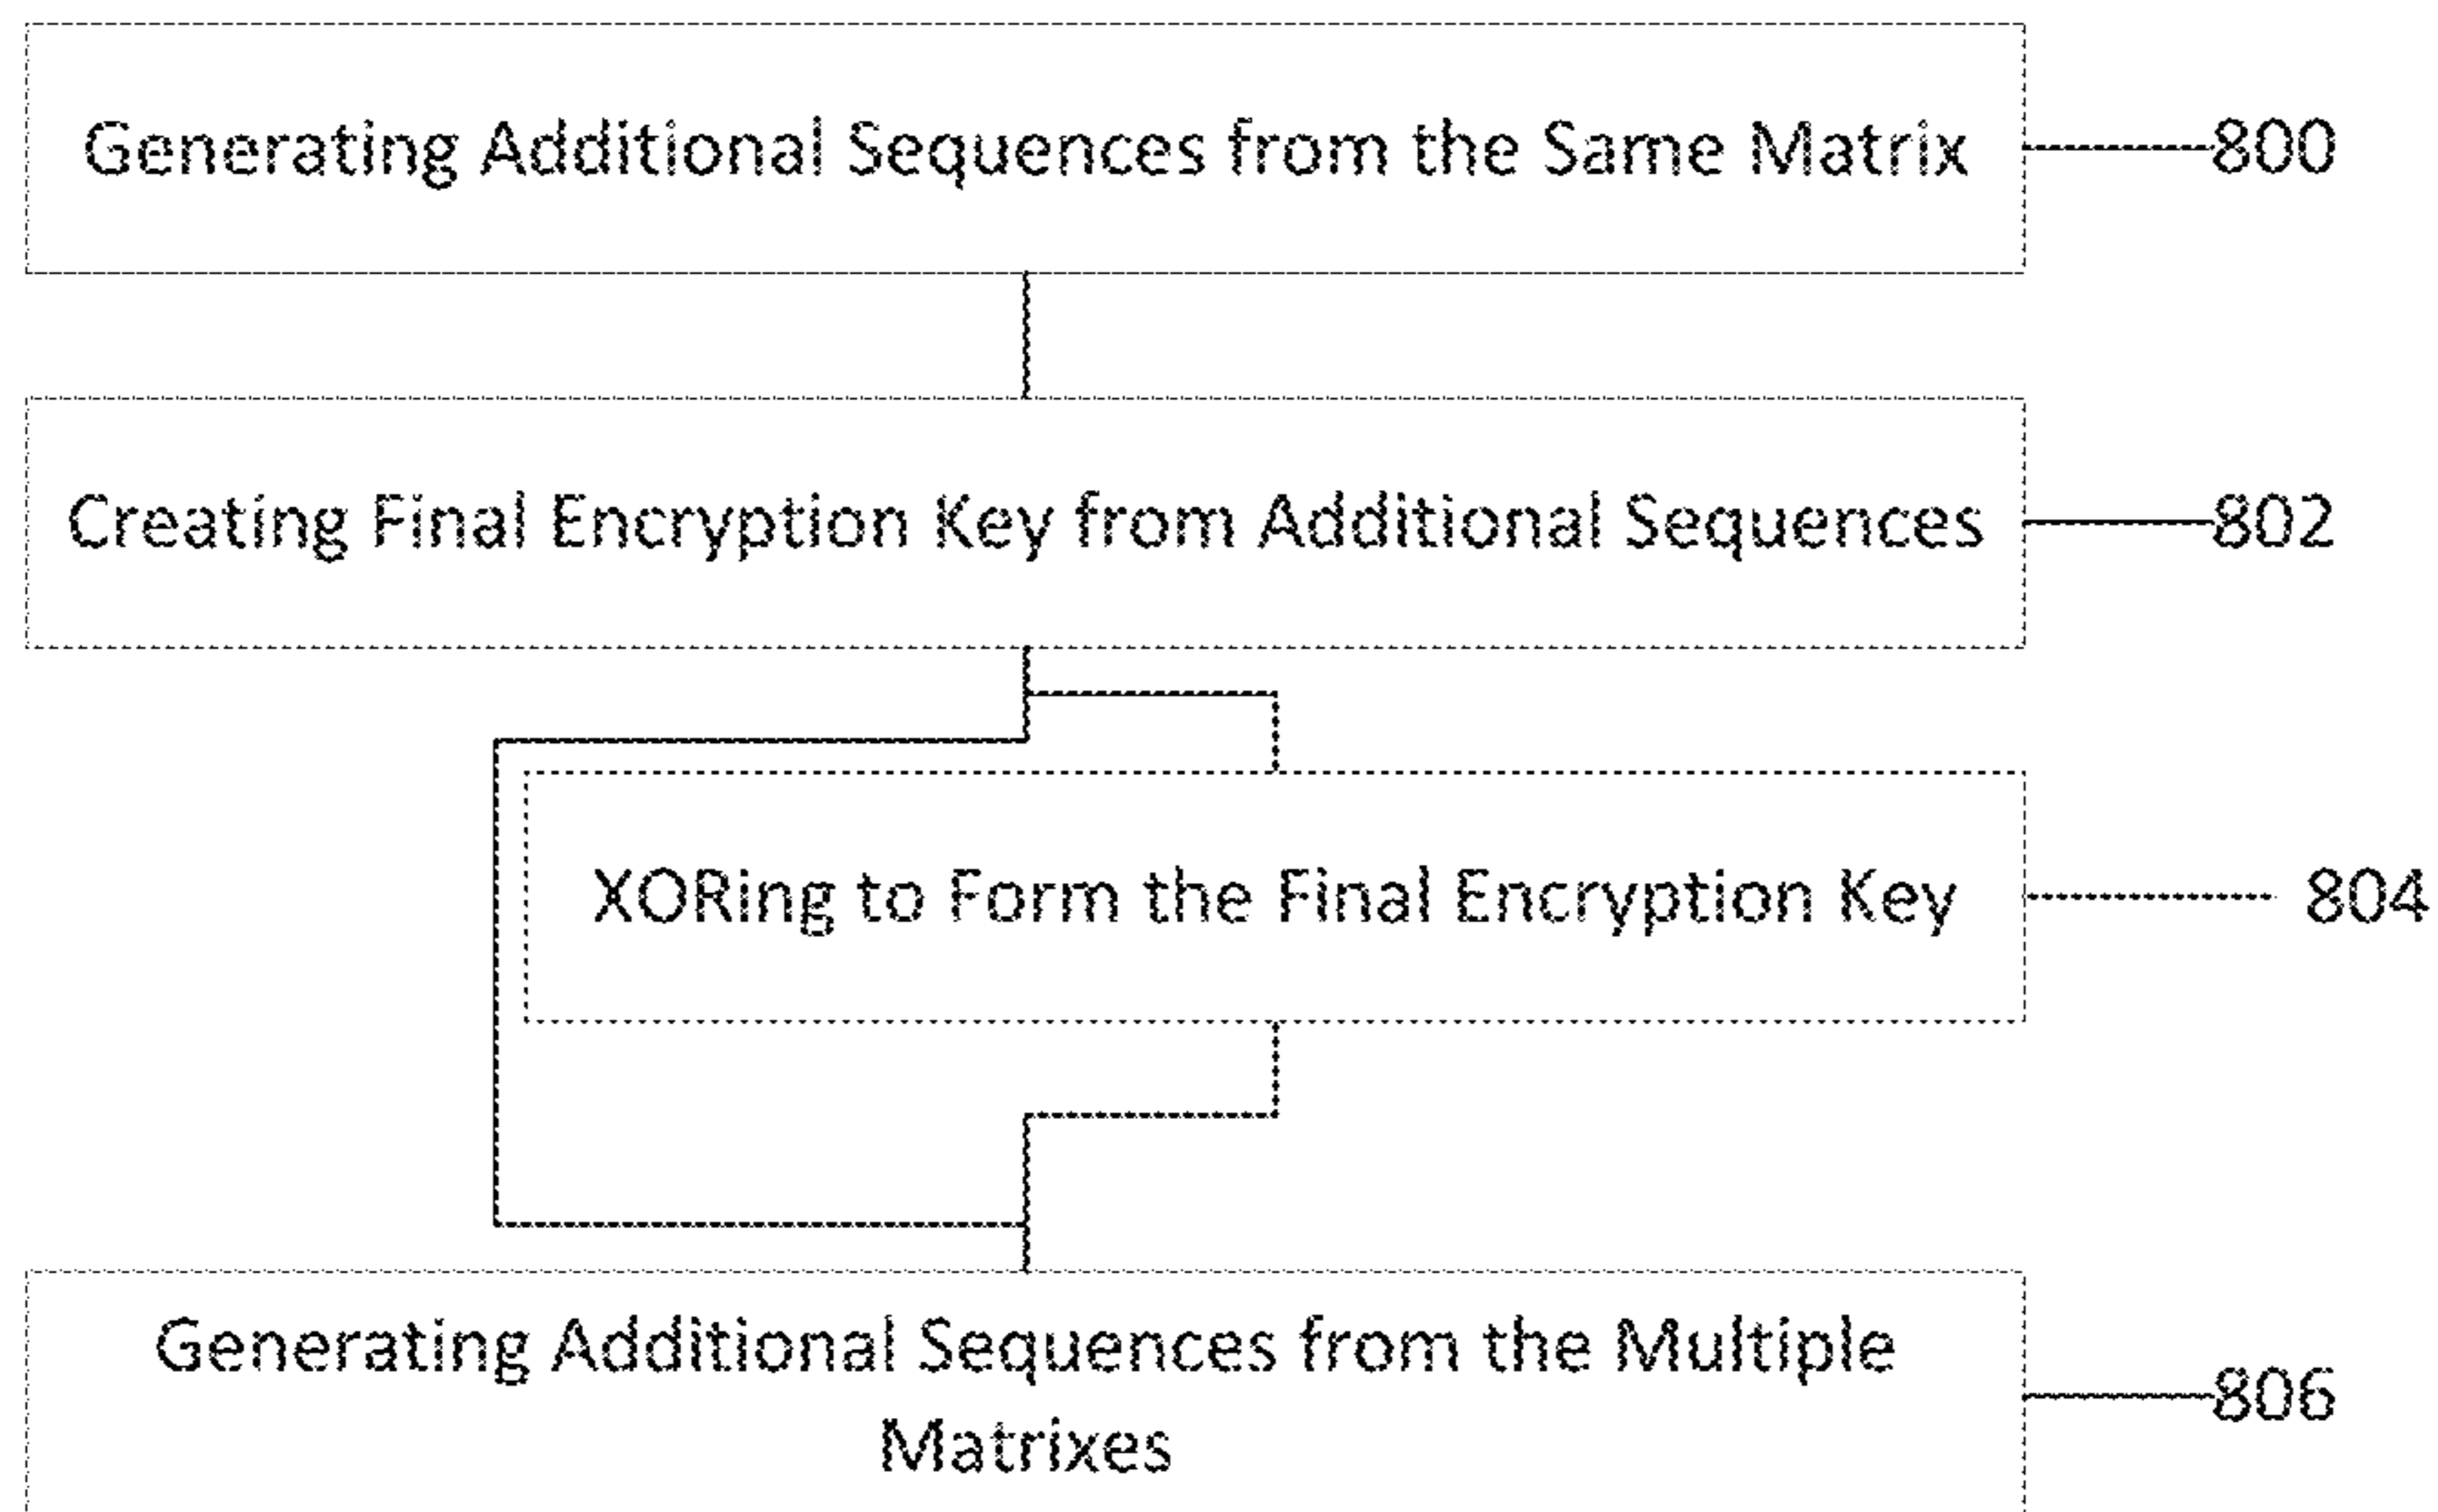 Generating Additional Sequences from the Same Matrix
800
Creating Final Encryption Key from Additional Sequences
802
XORing to Form the Final Encryption Key
804
Generating Additional Sequences from the Multiple
Matrixes
806